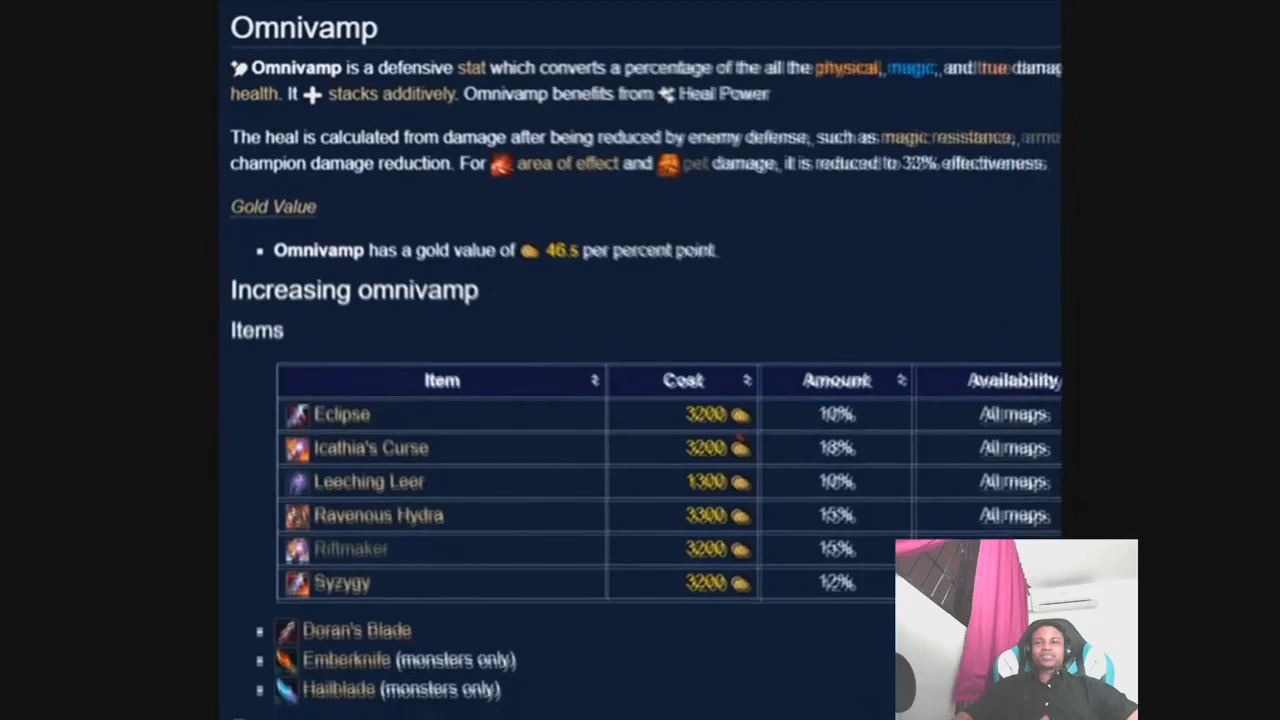 Omnivamp
Omnivamp is a defensive stat which converts a percentage of the all the physical, magic, and true damag
health. It stacks additively. Omnivamp benefits from Heal Power
The heal is calculated from damage after being reduced by enemy defense, such as magic resistance, armo
champion damage reduction. For area of effect and pet damage, it is reduced to 33% effectiveness.
Gold Value
Omnivamp has a gold value of 46.5 per percent point.
Increasing omnivamp
Items
Item Cost Amount Availability
Eclipse 3200 10% All maps
Icathia's Curse 3200 All maps
Leeching Leer 1300 10% All maps
Ravenous Hydra 3300 15% All maps
Riftmaker 3200 15%
Syzygy 3200 12%
Doran's Blade
Emberknife (monsters only)
Hailblade (monsters only)